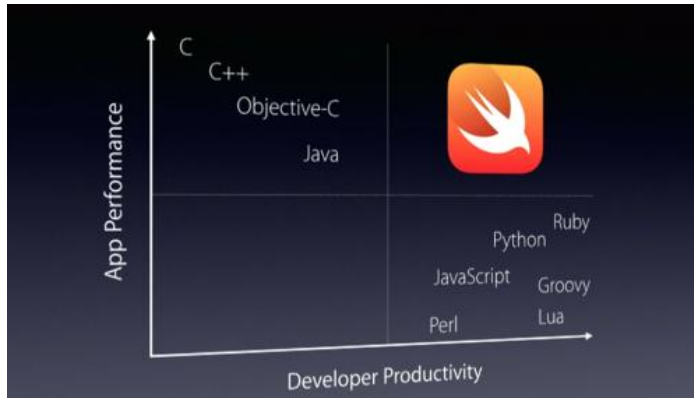 C
C++
Objective-C
Java
App Performance
Ruby
Python
JavaScript
Groovy
Perl
Lua
Developer Productivity